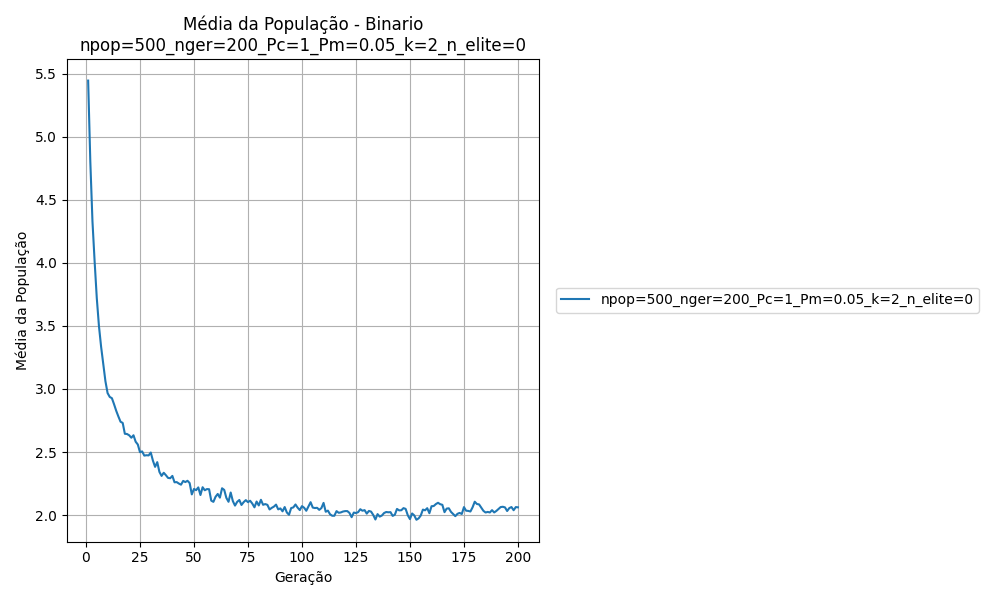 Média da População - Binario
npop=500_nger=200_Pc=1_Pm=0.05_k=2_n_elite=0
5.5
5.0
4.5
4.0
3.5
3.0
2.5
2.0
Média da População
0 25 50 75 100 125 150 175 200
Geração
npop=500_nger=200_Pc=1_Pm=0.05_k=2_n_elite=0